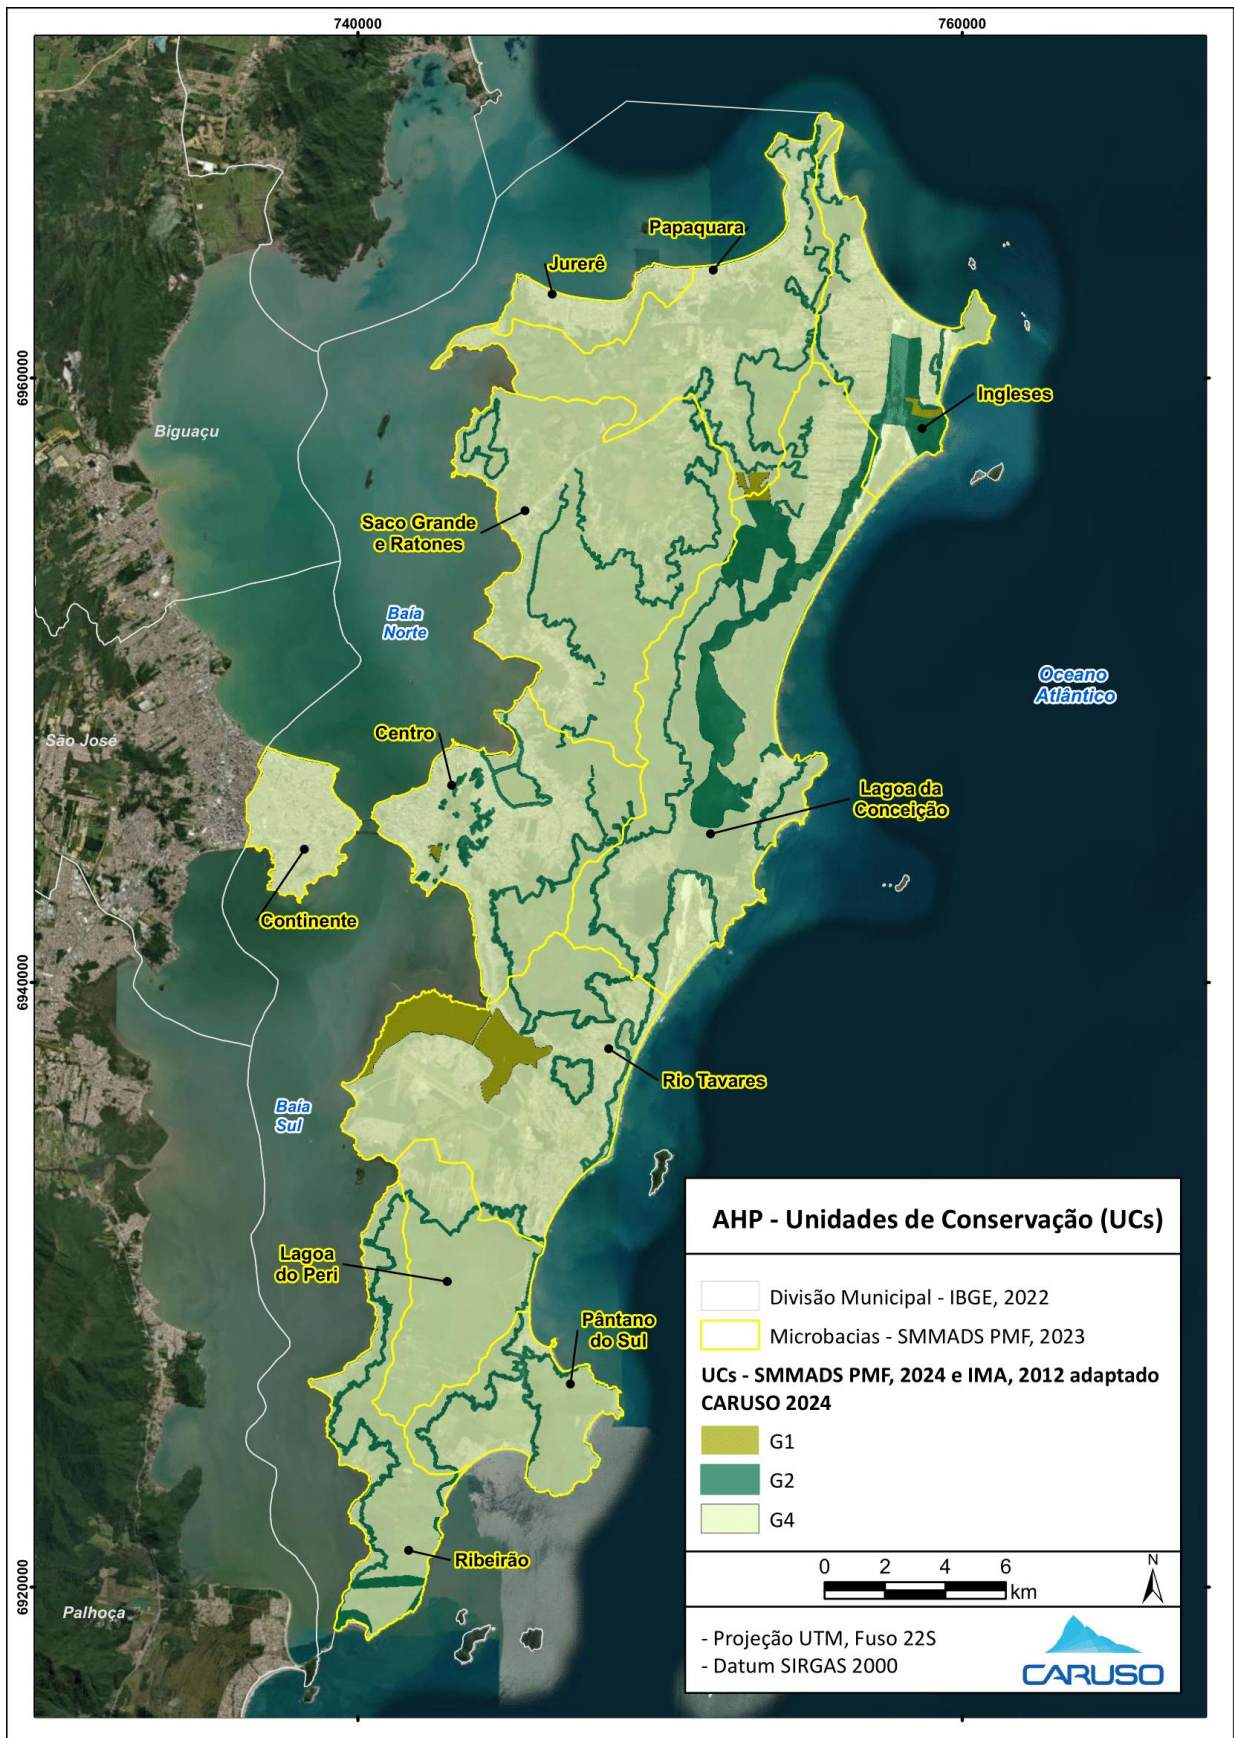 740000
760000
Papaquara
Jurerê
6960000
Ingleses
Biguaçu
Saco Grande
e Ratones
Baía
Norte
Oceano
Atlântico
São José
Centro
Lagoa da
Conceição
Continente
6940000
Rio Tavares
Baía
Sul
Lagoa
do Peri
Pântano
do Sul
Ribeirão
6920000
Palhoça
AHP - Unidades de Conservação (UCs)
Divisão Municipal - IBGE, 2022
Microbacias - SMMADS PMF, 2023
UCs - SMMADS PMF, 2024 e IMA, 2012 adaptado
CARUSO 2024
G1
G2
G4
0 2 4 6
km
N
- Projeção UTM, Fuso 22S
- Datum SIRGAS 2000
CARUSO